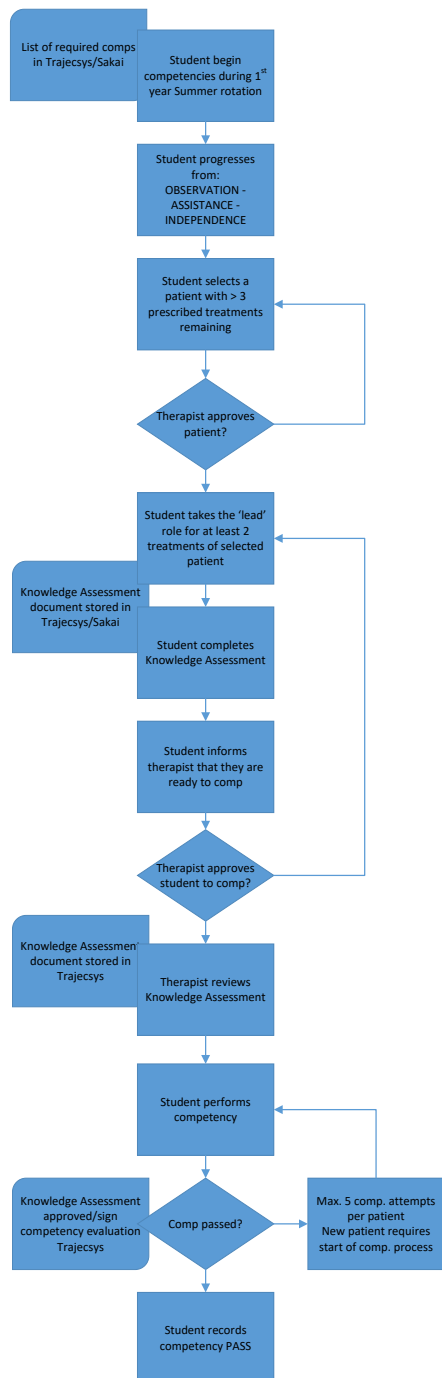 List of required comps
in Trajecsys/Sakai
Student begin
competencies during 1st
year Summer rotation
Student progresses
from:
OBSERVATION -
ASSISTANCE -
INDEPENDENCE
Student selects a
patient with > 3
prescribed treatments
remaining
Therapist approves
patient?
Student takes the ‘lead’
role for at least 2
treatments of selected
patient
Knowledge Assessment
document stored in
Trajecsys/Sakai
Student completes
Knowledge Assessment
Student informs
therapist that they are
ready to comp
Therapist approves
student to comp?
Knowledge Assessment
document stored in
Trajecsys
Therapist reviews
Knowledge Assessment
Student performs
competency
Knowledge Assessment
approved/sign
competency evaluation
Trajecsys
Comp passed?
Max. 5 comp. attempts
per patient
New patient requires
start of comp. process
Student records
competency PASS